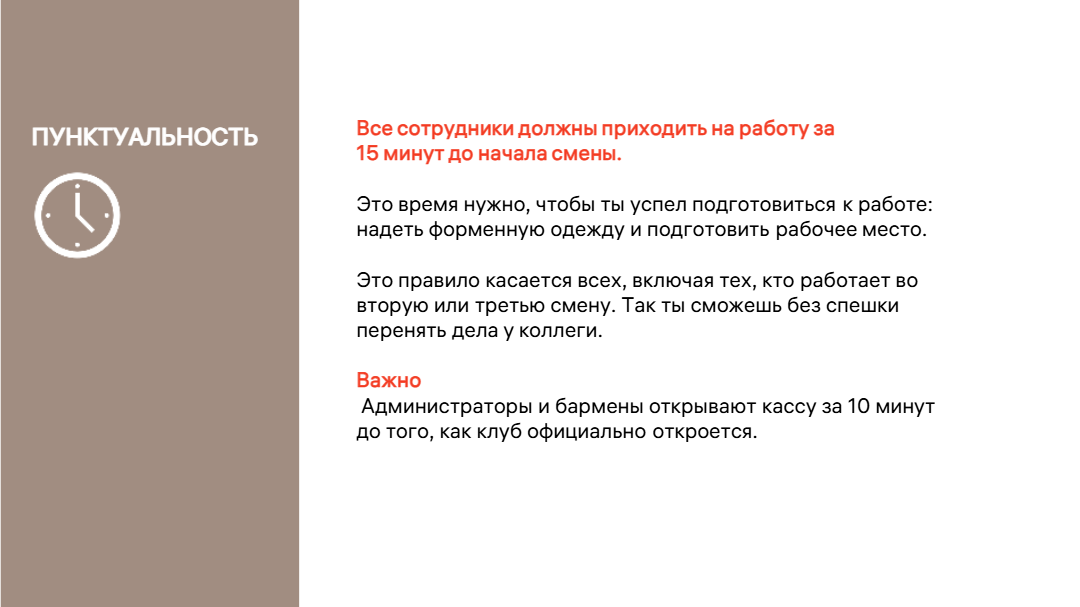 ПУНКТУАЛЬНОСТЬ
Все сотрудники должны приходить на работу за
15 минут до начала смены.
Это время нужно, чтобы ты успел подготовиться к работе:
надеть форменную одежду и подготовить рабочее место.
Это правило касается всех, включая тех, кто работает во
вторую или третью смену. Так ты сможешь без спешки
перенять дела у коллеги.
Важно
Администраторы и бармены открывают кассу за 10 минут
до того, как клуб официально откроется.